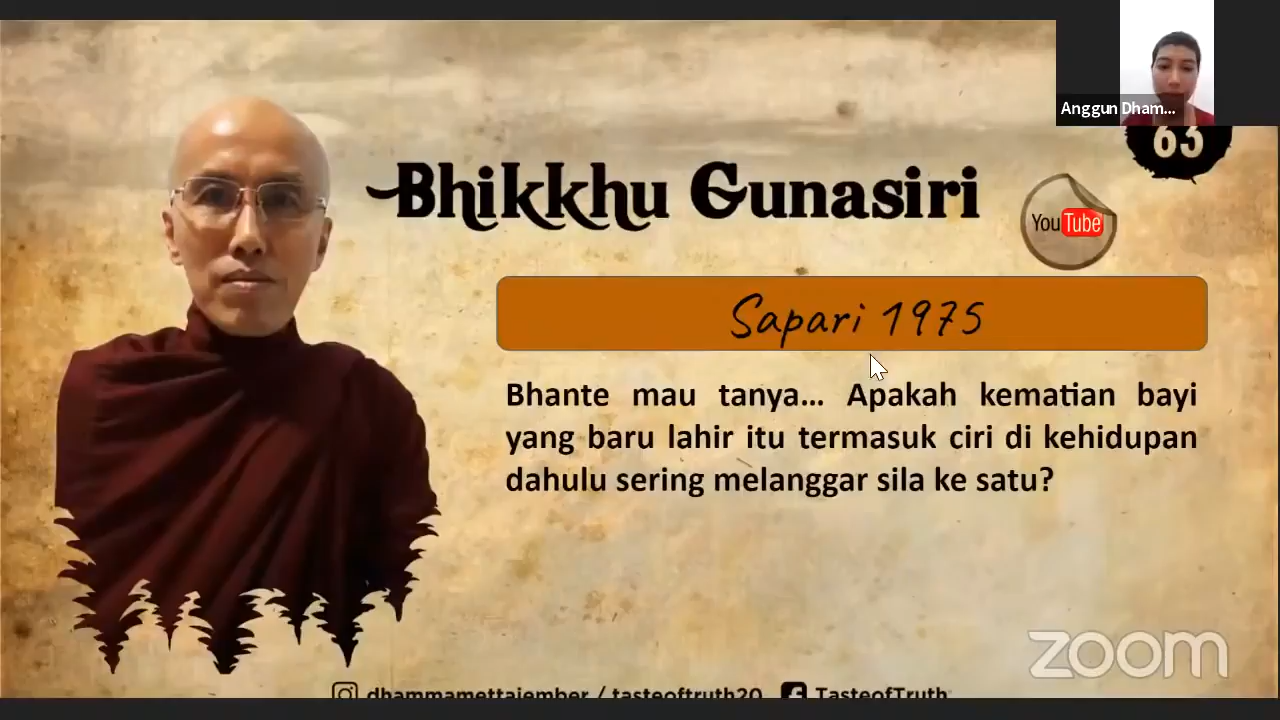 Anggun Dham...
63
Bhikkhu Gunasiri
YouTube
Sapari 1975
Bhante mau tanya... Apakah kematian bayi
yang baru lahir itu termasuk ciri di kehidupan
dahulu sering melanggar sila ke satu?
zoom
dhammamettajember / tasteoftruth20 TasteofTruth